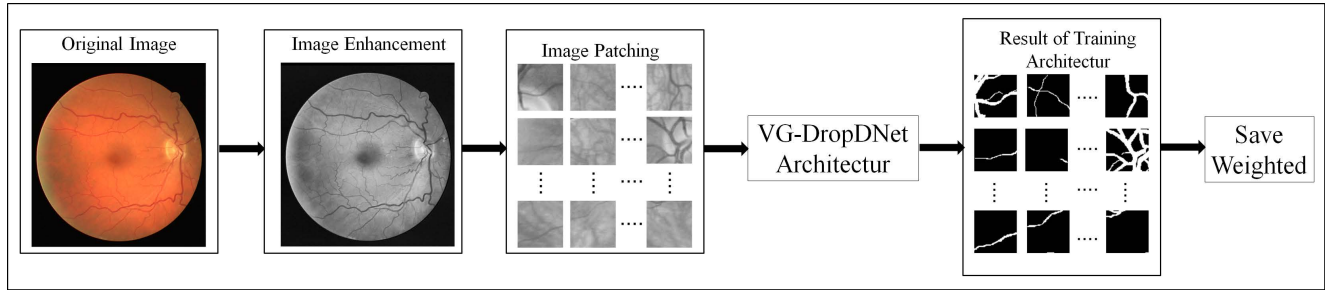 Original Image
Image Enhancement
Image Patching
VG-DropDNet
Architectur
Result of Training
Architectur
Save
Weighted